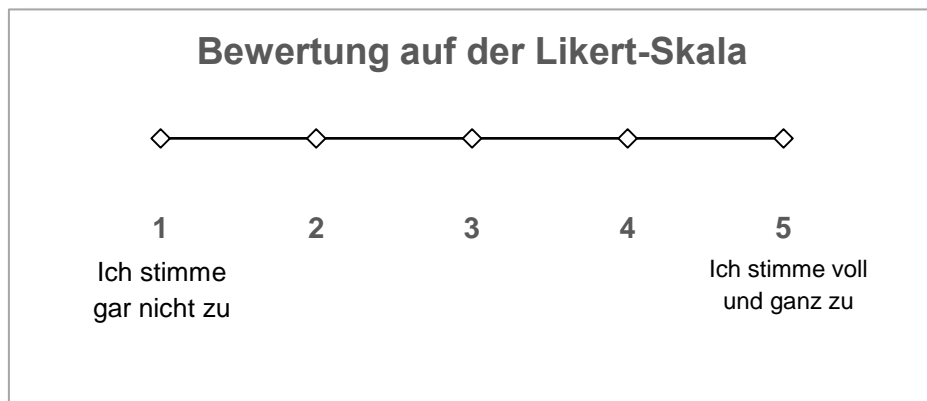 Bewertung auf der Likert-Skala
1 2 3 4 5
Ich stimme
gar nicht zu
Ich stimme voll
und ganz zu